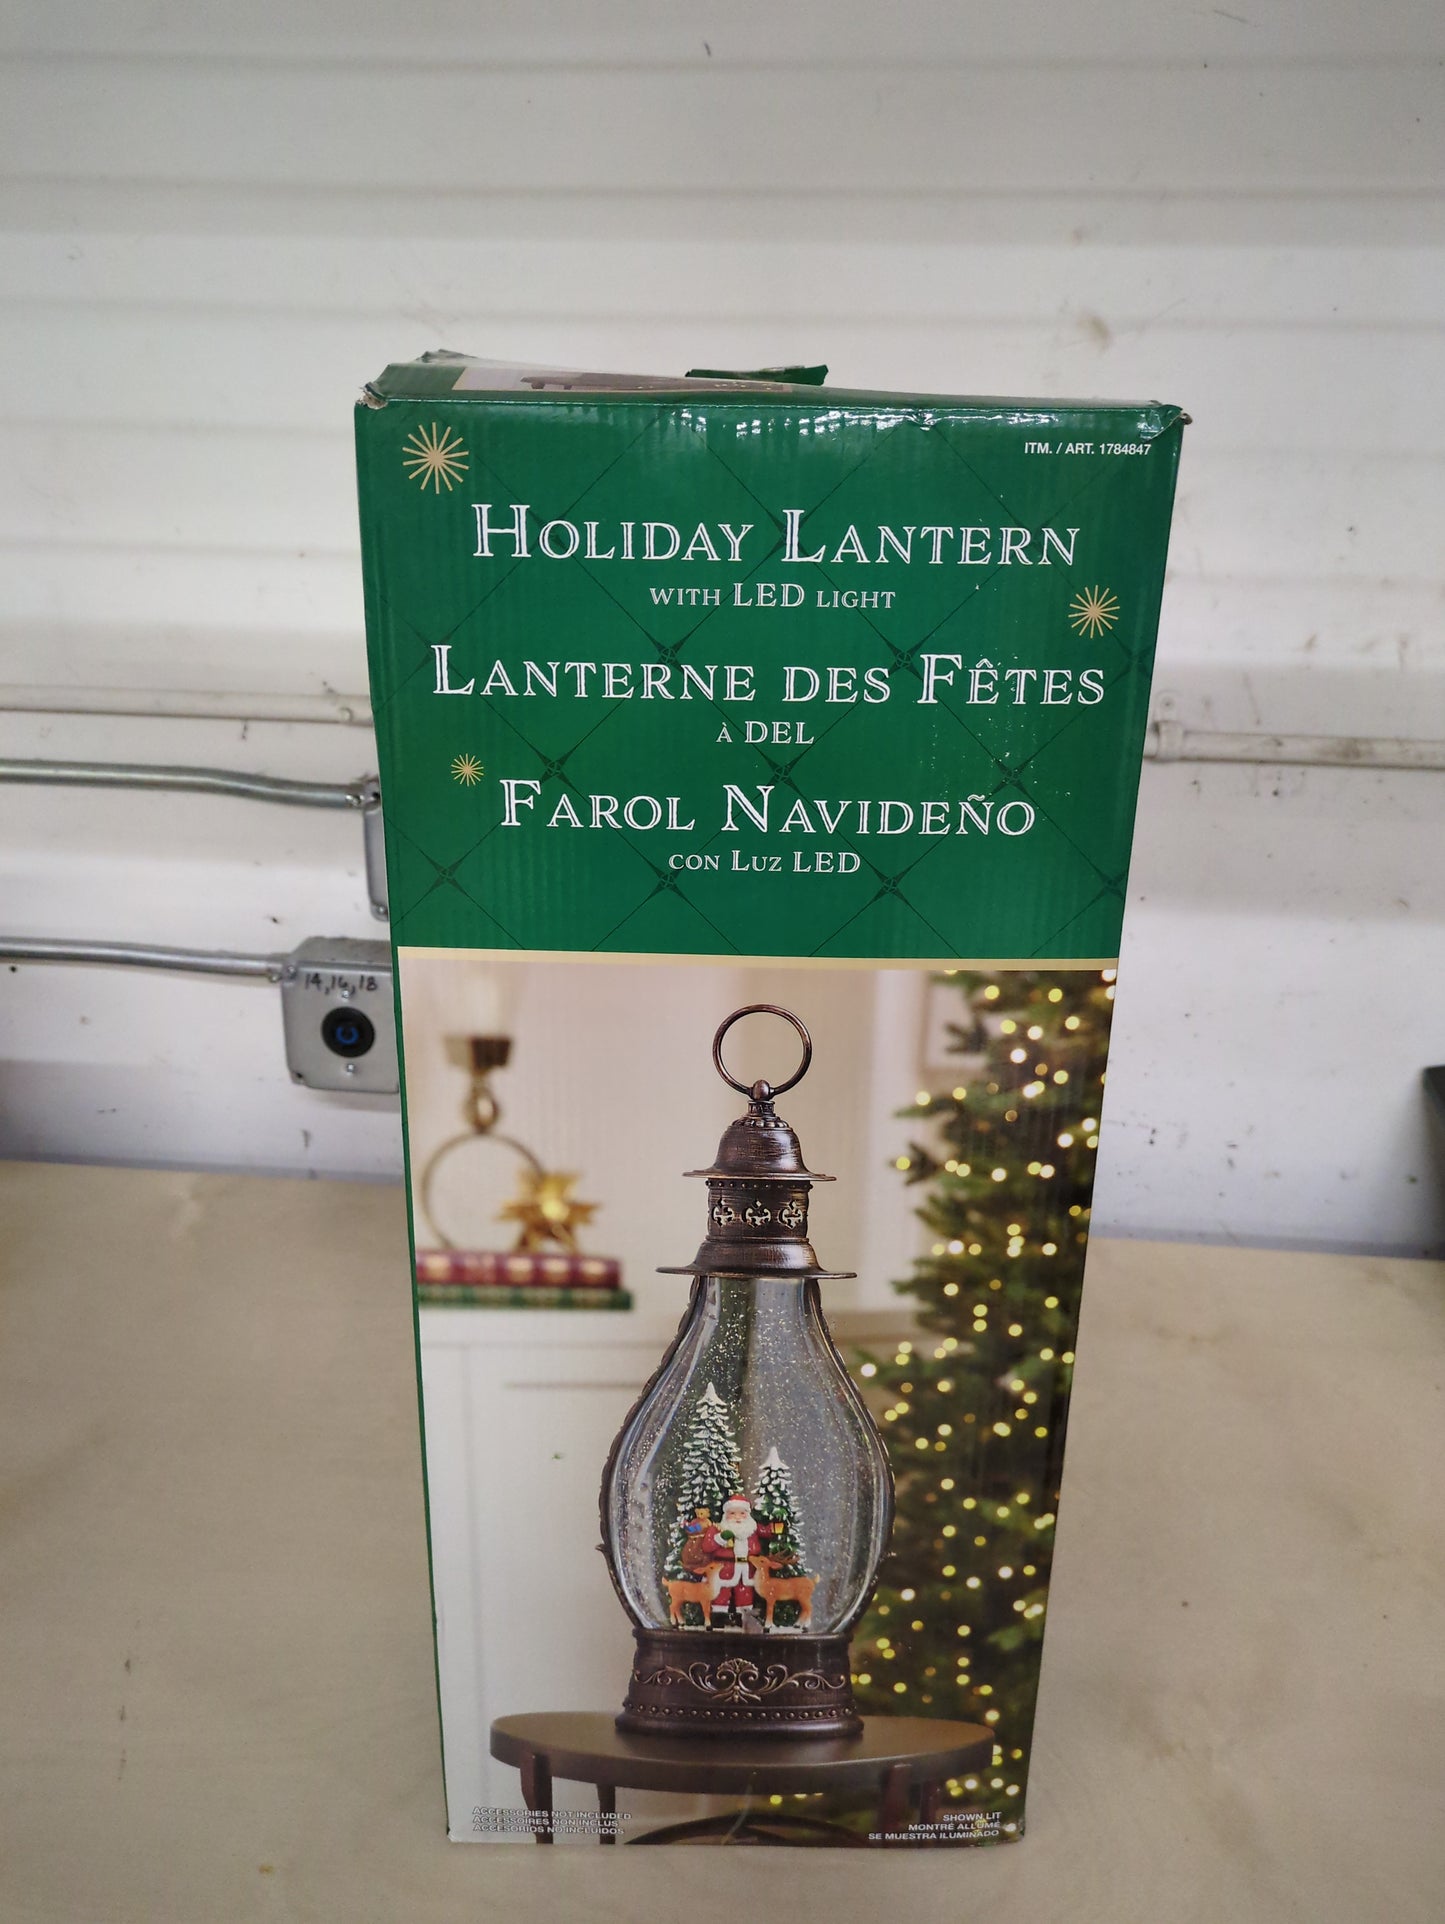 ITM. / ART. 1784847
HOLIDAY LANTERN
WITH LED LIGHT
LANTERNE DES FÊTES
À DEL
FAROL NAVIDEÑO
CON LUZ LED
14,16,18
ACCESSORIES NOT INCLUDED
ACCESSOIRES NON INCLUS
ACCESORIOS NO INCLUIDOS
SHOWN LIT
MONTRÉ ALLUMÉ
SE MUESTRA ILUMINADO